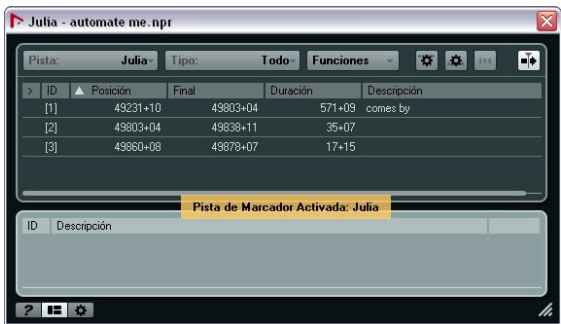 Julia - automate me.npr
Pista: Julia Tipo: Todo Funciones
> ID Posición Final Duración Descripción
[1] 49231+10 49803+04 571+09 comes by
[2] 49803+04 49838+11 35+07
[3] 49860+08 49878+07 17+15
Pista de Marcador Activada: Julia
ID Descripción
?